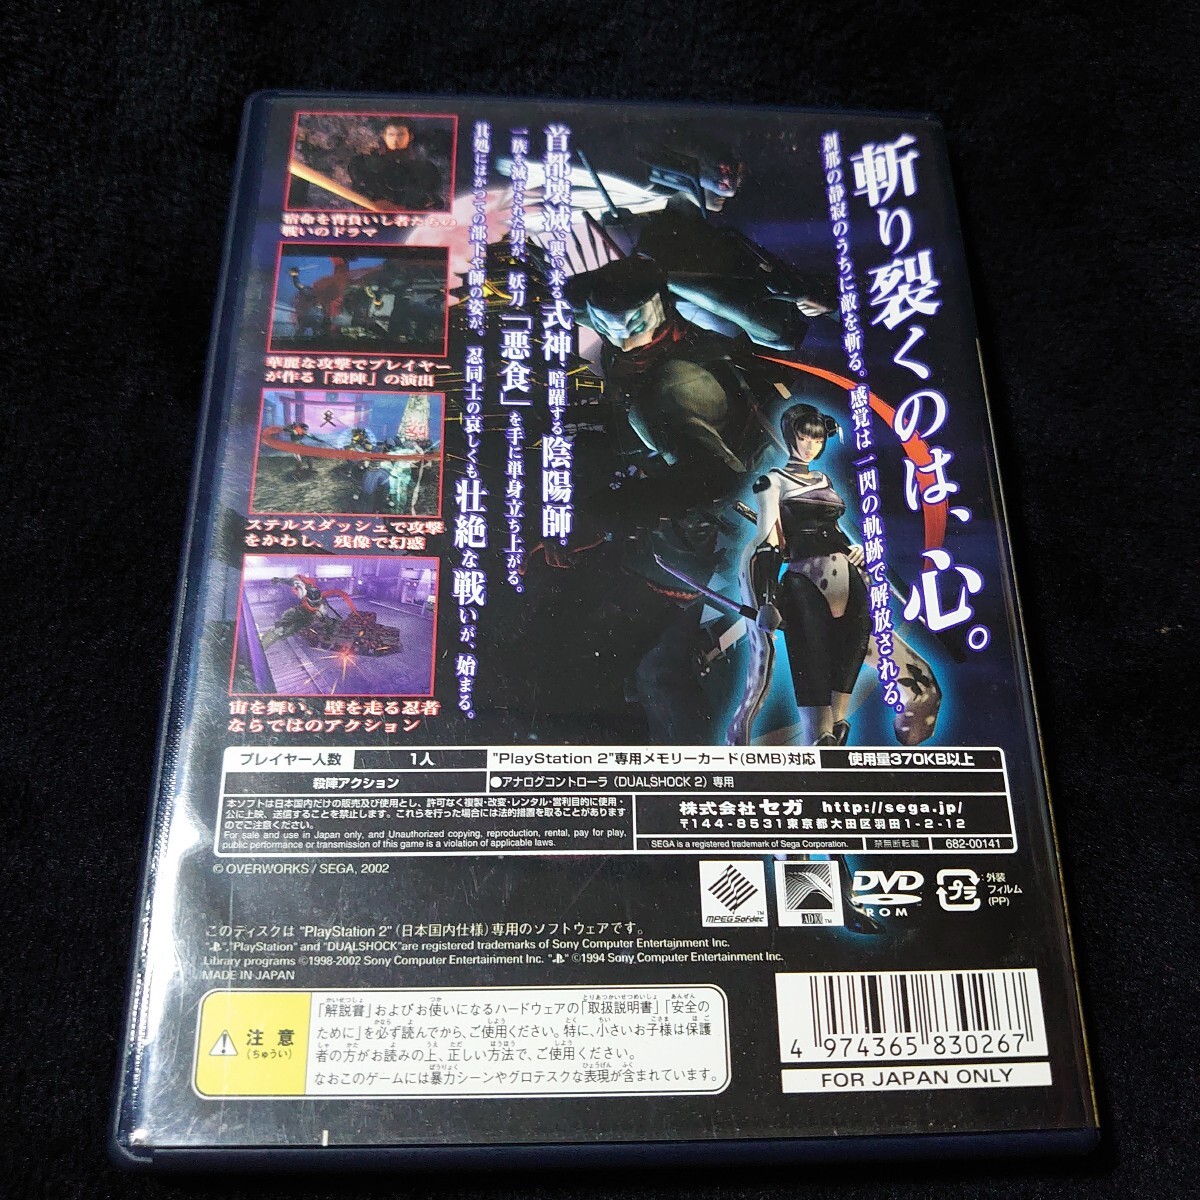 斬り裂くのは、心。
刹那の静寂のうちに敵を斬る。感覚は一閃の軌跡で解放される。
首都壊滅、襲い来る式神、暗躍する陰陽師。
一族を滅ぼされた男が、妖刀「悪食」を手に単身立ち上がる。
其処にはかつての部下や師の姿が。忍同士の哀しくも壮絶な戦いが、始まる。
宿命を背負いし者たちの
戦いのドラマ
華麗な攻撃でプレイヤー
が作る「殺陣」の演出
ステルスダッシュで攻撃
をかわし、残像で幻惑
宙を舞い、壁を走る忍者
ならではのアクション
プレイヤー人数 1人 "PlayStation 2"専用メモリーカード(8MB)対応 使用量370KB以上
殺陣アクション ●アナログコントローラ（DUALSHOCK 2）専用
本ソフトは日本国内だけの販売及び使用とし、許可なく複製・改変・レンタル・営利目的に使用・
公に上映、送信することを禁止します。これらを行った場合には法的措置を取ることがあります
のでご注意ください。
For sale and use in Japan only, and Unauthorized copying, reproduction, rental, pay for play,
public performance or transmission of this game is a violation of applicable laws.
株式会社 セガ http://sega.jp/
〒144-8531 東京都大田区羽田1-2-12
SEGA is a registered trademark of Sega Corporation. 禁無断転載 682-00141
© OVERWORKS / SEGA, 2002
MPEG Sofdec™
ADX™
DVD
ROM
プラ
:外装
フィルム
(PP)
このディスクは "PlayStation 2"（日本国内仕様）専用のソフトウェアです。
" ","PlayStation" and "DUALSHOCK"are registered trademarks of Sony Computer Entertainment Inc.
Library programs ©1998-2002 Sony Computer Entertainment Inc. " " ©1994 Sony Computer Entertainment Inc.
MADE IN JAPAN
注意
(ちゅうい)
「解説書」およびお使いになるハードウェアの「取扱説明書」「安全の
ために」を必ず読んでから、ご使用ください。特に、小さいお子様は保護
者の方がお読みの上、正しい方法で、ご使用ください。
なおこのゲームには暴力シーンやグロテスクな表現が含まれています。
4 974365 830267
FOR JAPAN ONLY